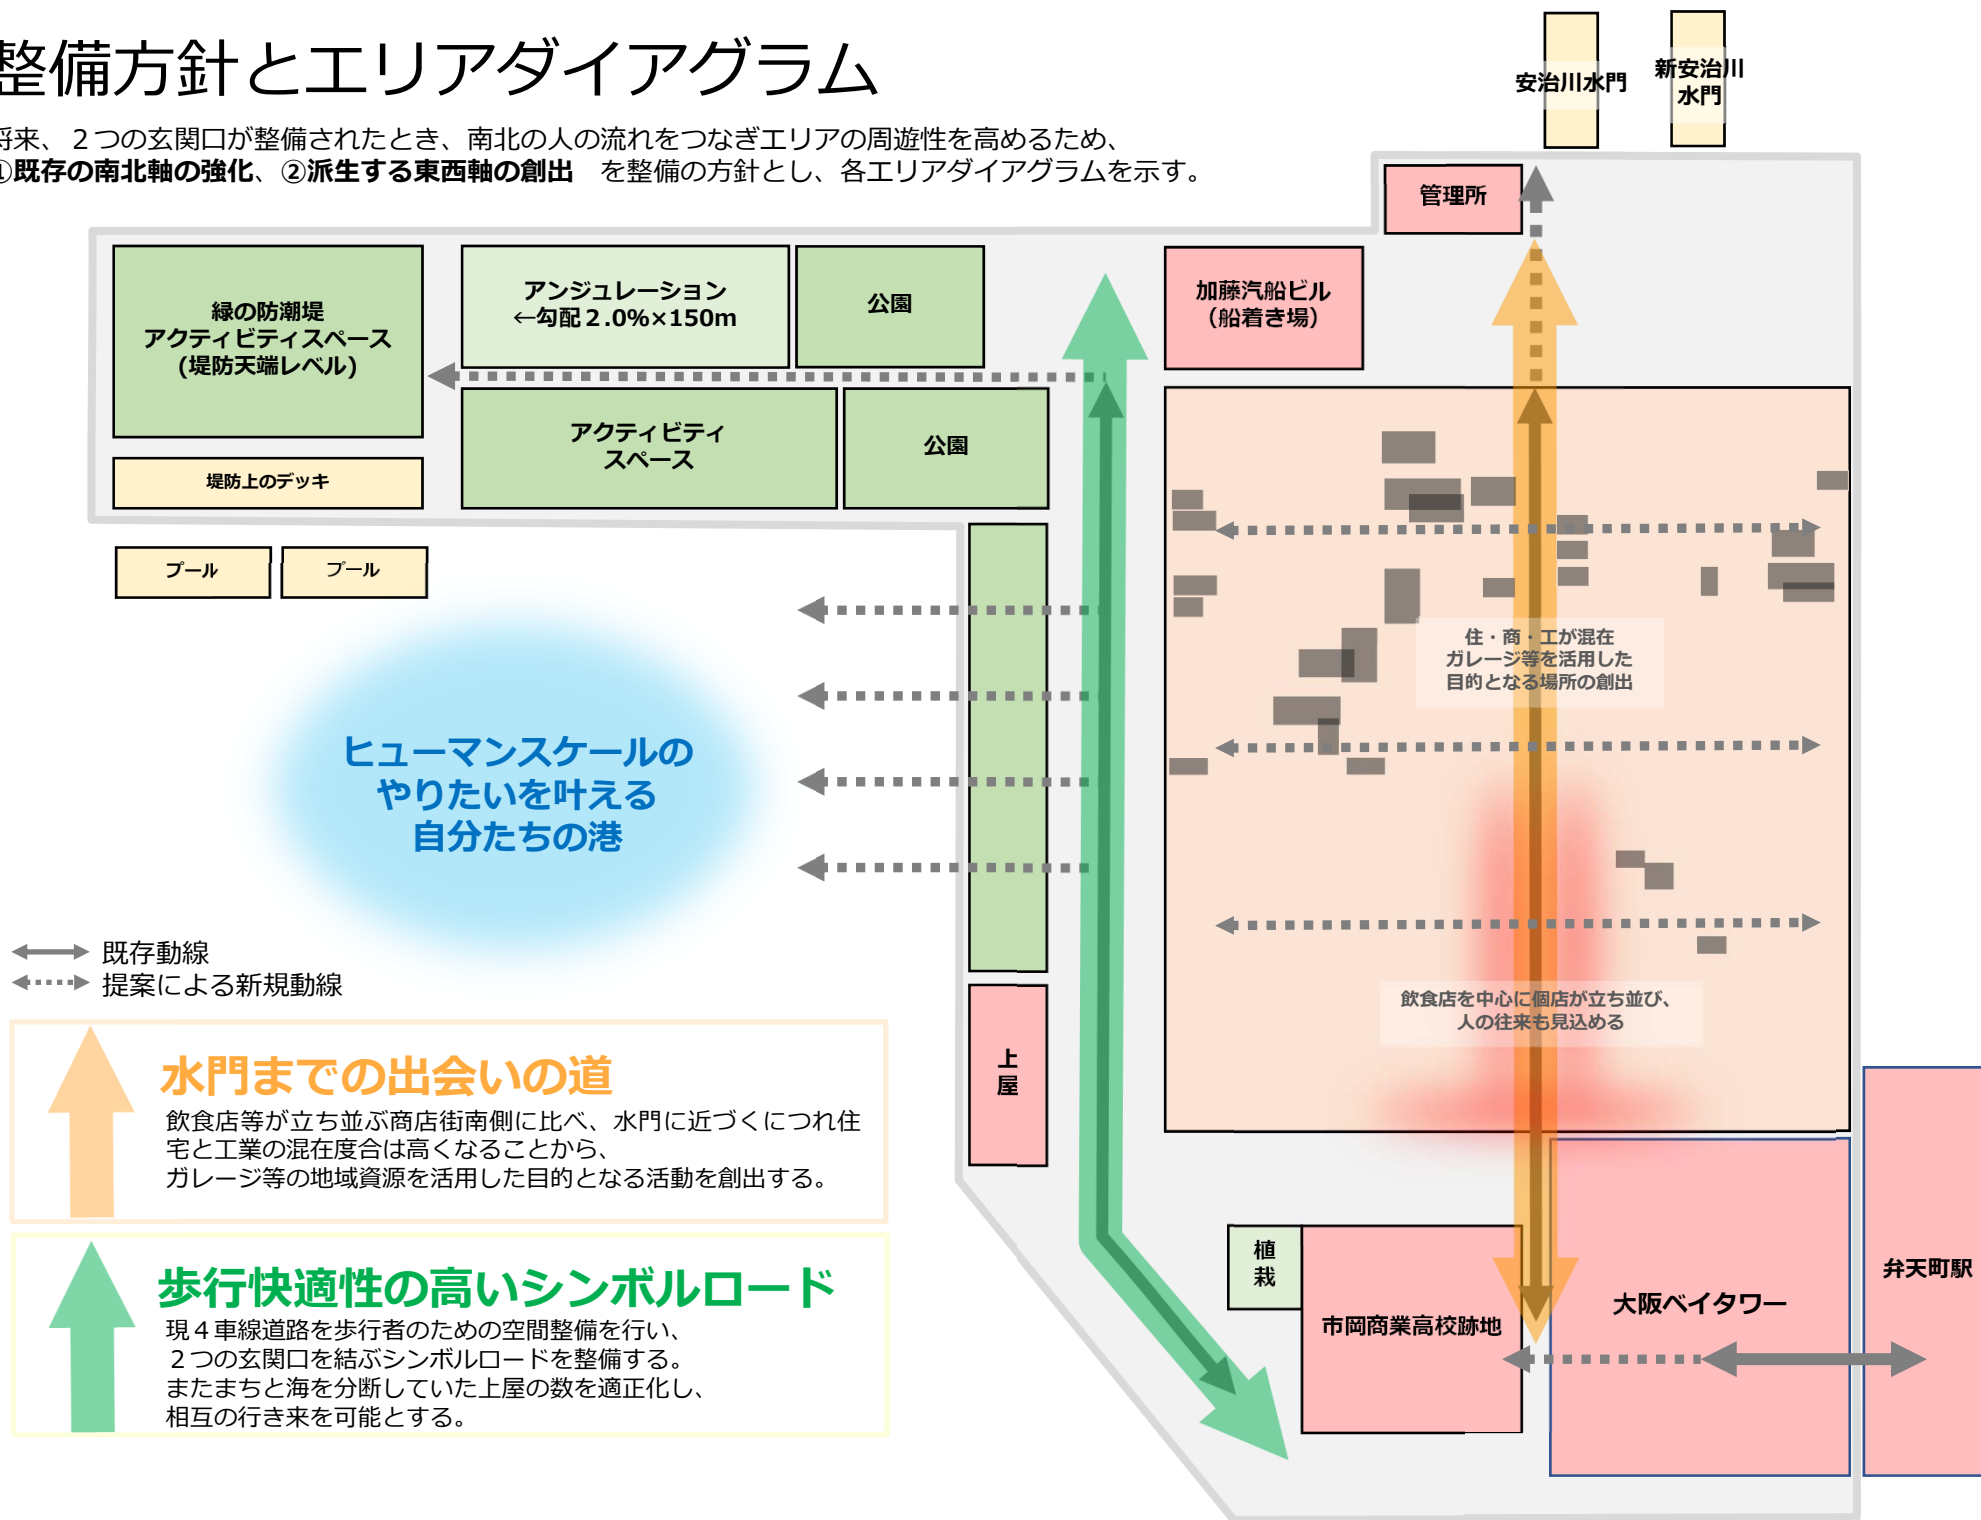 整備方針とエリアダイアグラム
将来、２つの玄関口が整備されたとき、南北の人の流れをつなぎエリアの周遊性を高めるため、
①既存の南北軸の強化、②派生する東西軸の創出　を整備の方針とし、各エリアダイアグラムを示す。
安治川水門
新安治川
水門
管理所
緑の防潮堤
アクティビティスペース
(堤防天端レベル)
アンジュレーション
←勾配２.０%×150m
公園
加藤汽船ビル
（船着き場）
アクティビティ
スペース
公園
堤防上のデッキ
プール
プール
住・商・工が混在
ガレージ等を活用した
目的となる場所の創出
ヒューマンスケールの
やりたいを叶える
自分たちの港
既存動線
提案による新規動線
飲食店を中心に個店が立ち並び、
人の往来も見込める
上
屋
水門までの出会いの道
飲食店等が立ち並ぶ商店街南側に比べ、水門に近づくにつれ住
宅と工業の混在度合は高くなることから、
ガレージ等の地域資源を活用した目的となる活動を創出する。
植
栽
市岡商業高校跡地
大阪ベイタワー
弁天町駅
歩行快適性の高いシンボルロード
現４車線道路を歩行者のための空間整備を行い、
２つの玄関口を結ぶシンボルロードを整備する。
またまちと海を分断していた上屋の数を適正化し、
相互の行き来を可能とする。